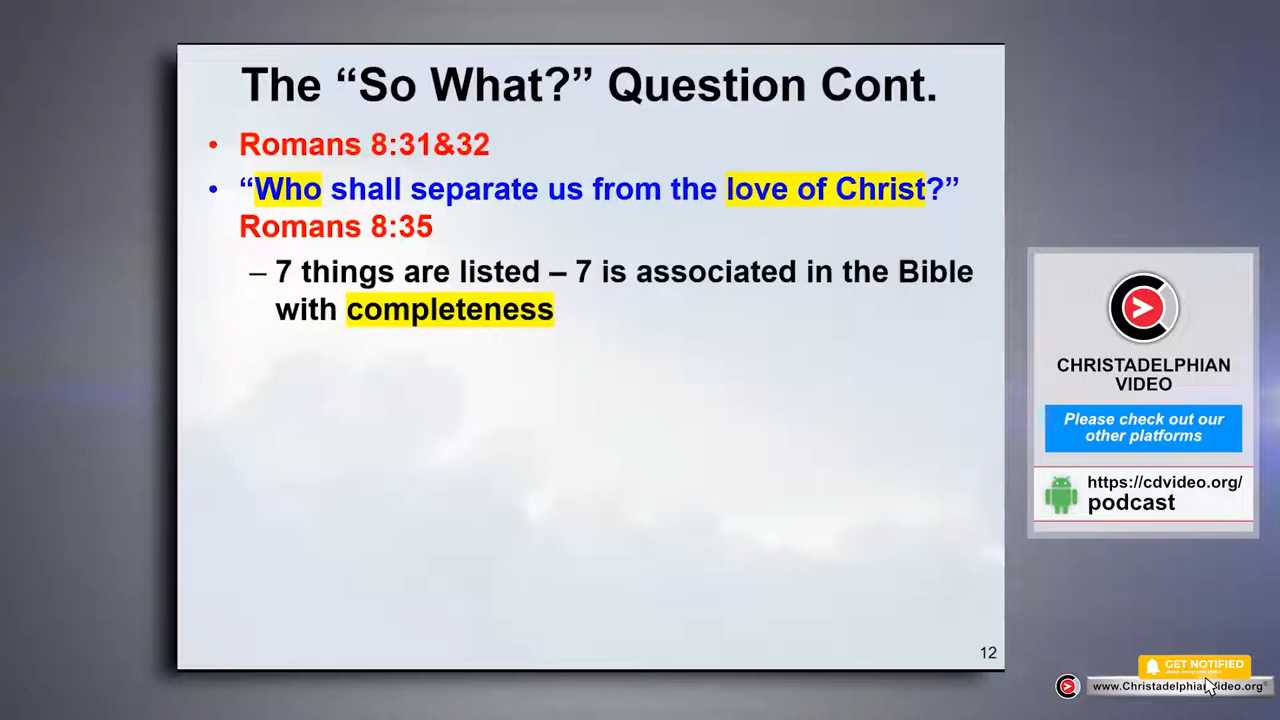 The “So What?” Question Cont.
• Romans 8:31&32
• “Who shall separate us from the love of Christ?”
Romans 8:35
– 7 things are listed – 7 is associated in the Bible
with completeness
12
CHRISTADELPHIAN
VIDEO
Please check out our
other platforms
https://cdvideo.org/
podcast
GET NOTIFIED